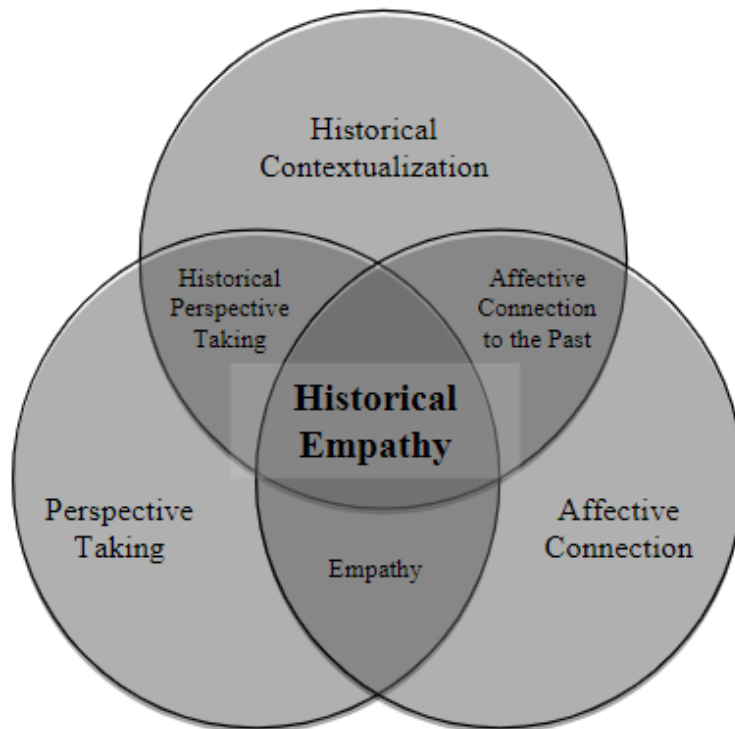 Historical
Contextualization
Historical
Perspective
Taking
Affective
Connection
to the Past
Historical
Empathy
Perspective
Taking
Affective
Connection
Empathy